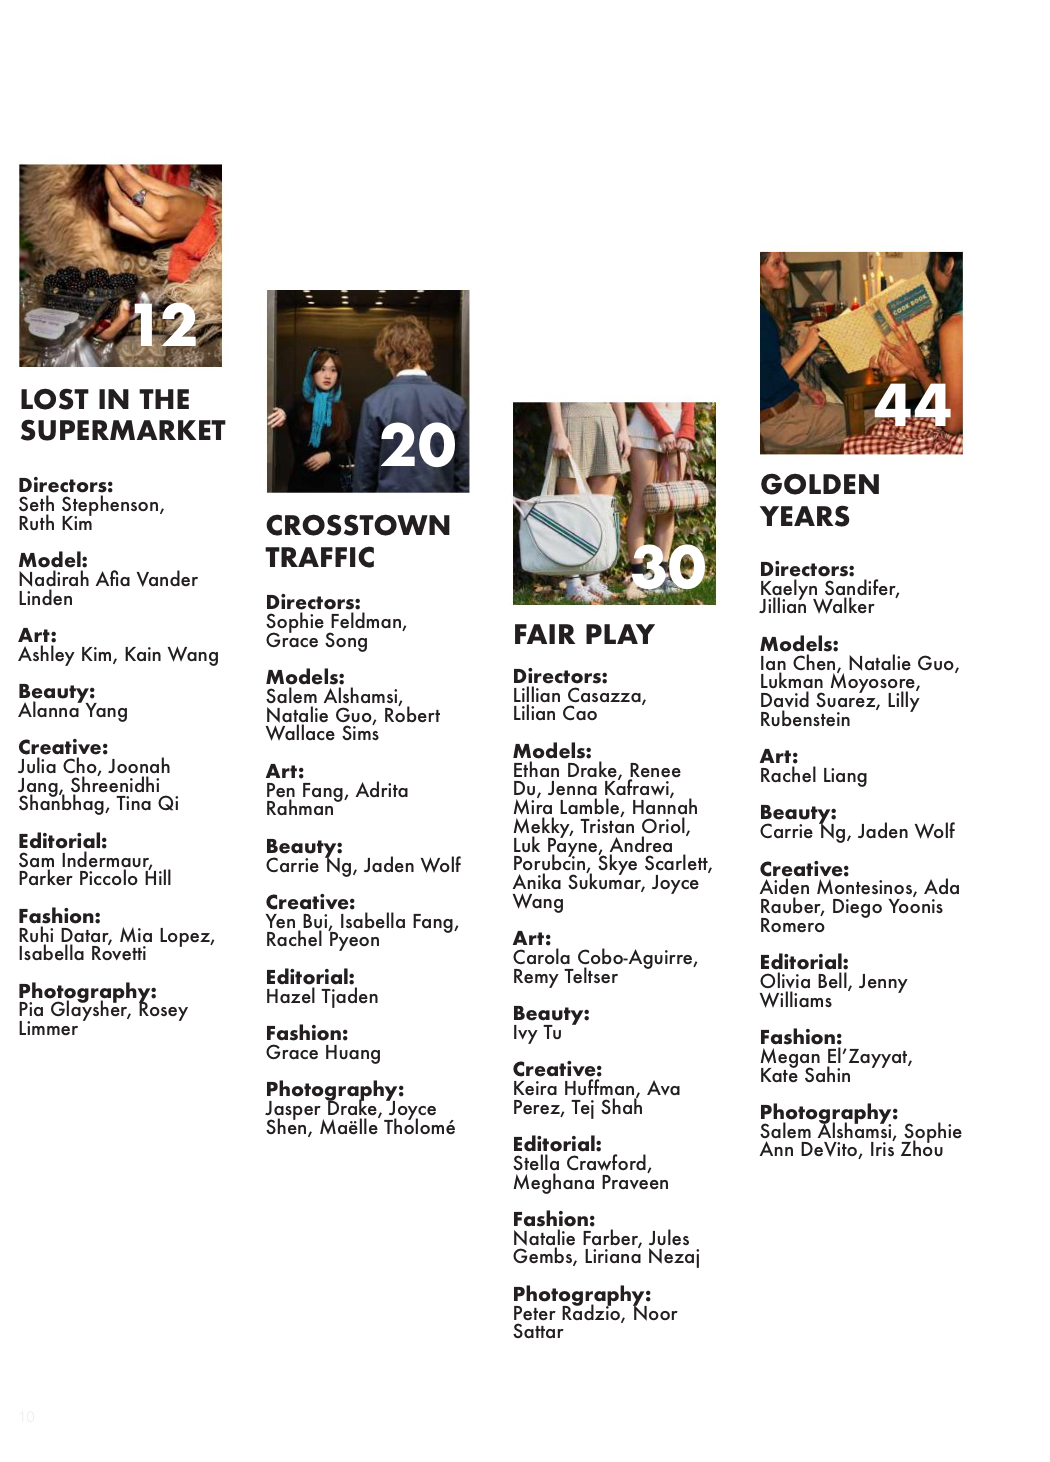 12
LOST IN THE
SUPERMARKET
Directors:
Seth Stephenson,
Ruth Kim
Model:
Nadirah Afia Vander
Linden
Art:
Ashley Kim, Kain Wang
Beauty:
Alanna Yang
Creative:
Julia Cho, Joonah
Jang, Shreenidhi
Shanbhag, Tina Qi
Editorial:
Sam Indermaur,
Parker Piccolo Hill
Fashion:
Ruhi Datar, Mia Lopez,
Isabella Rovetti
Photography:
Pia Glaysher, Rosey
Limmer
20
CROSSTOWN
TRAFFIC
Directors:
Sophie Feldman,
Grace Song
Models:
Salem Alshamsi,
Natalie Guo, Robert
Wallace Sims
Art:
Pen Fang, Adrita
Rahman
Beauty:
Carrie Ng, Jaden Wolf
Creative:
Yen Bui, Isabella Fang,
Rachel Pyeon
Editorial:
Hazel Tjaden
Fashion:
Grace Huang
Photography:
Jasper Drake, Joyce
Shen, Maëlle Tholomé
30
FAIR PLAY
Directors:
Lillian Casazza,
Lilian Cao
Models:
Ethan Drake, Renee
Du, Jenna Kafrawi,
Mira Lamble, Hannah
Mekky, Tristan Oriol,
Luk Payne, Andrea
Porubcin, Skye Scarlett,
Anika Sukumar, Joyce
Wang
Art:
Carola Cobo-Aguirre,
Remy Teltser
Beauty:
Ivy Tu
Creative:
Keira Huffman, Ava
Perez, Tej Shah
Editorial:
Stella Crawford,
Meghana Praveen
Fashion:
Natalie Farber, Jules
Gembs, Liriana Nezaj
Photography:
Peter Radzio, Noor
Sattar
COOK BOOK
44
GOLDEN
YEARS
Directors:
Kaelyn Sandifer,
Jillian Walker
Models:
Ian Chen, Natalie Guo,
Lukman Moyosore,
David Suarez, Lilly
Rubenstein
Art:
Rachel Liang
Beauty:
Carrie Ng, Jaden Wolf
Creative:
Aiden Montesinos, Ada
Rauber, Diego Yoonis
Romero
Editorial:
Olivia Bell, Jenny
Williams
Fashion:
Megan El’Zayyat,
Kate Sahin
Photography:
Salem Alshamsi, Sophie
Ann DeVito, Iris Zhou
10